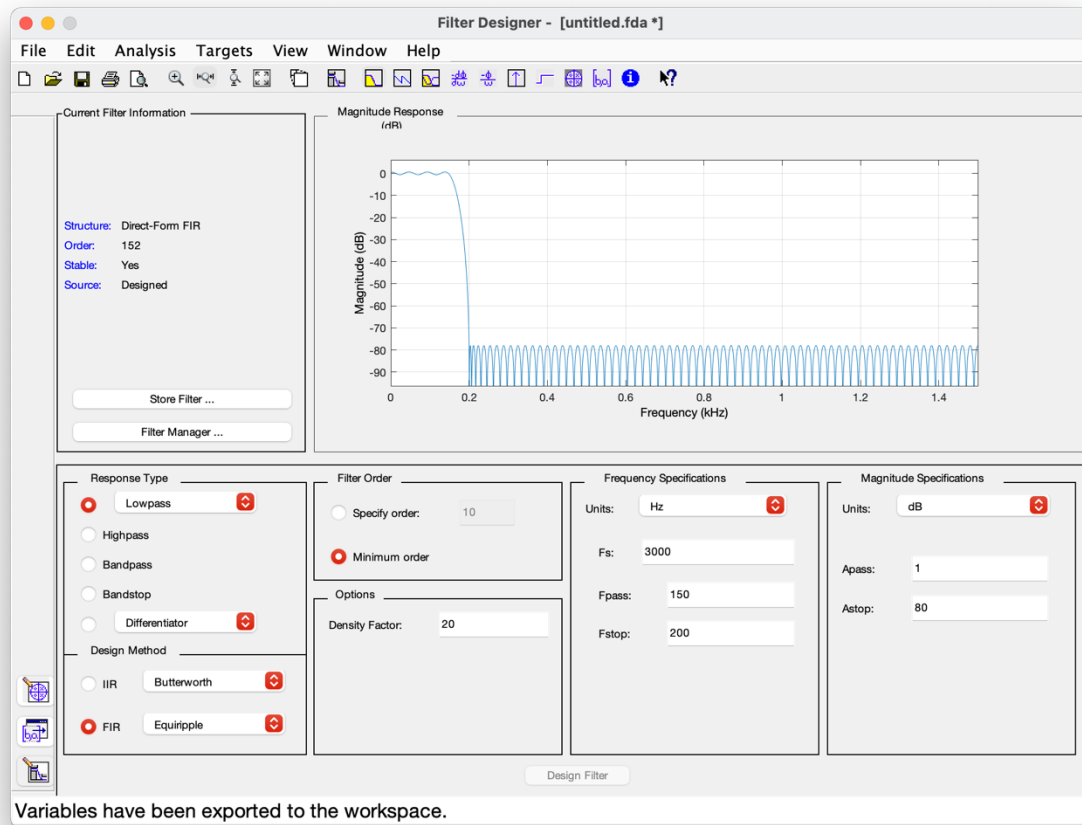 Filter Designer - [untitled.fda *]
File Edit Analysis Targets View Window Help
Current Filter Information
Structure: Direct-Form FIR
Order: 152
Stable: Yes
Source: Designed
Store Filter ...
Filter Manager ...
Magnitude Response
(dB)
Magnitude (dB)
0
-10
-20
-30
-40
-50
-60
-70
-80
-90
0 0.2 0.4 0.6 0.8 1 1.2 1.4
Frequency (kHz)
Response Type
Lowpass
Highpass
Bandpass
Bandstop
Differentiator
Design Method
IIR Butterworth
FIR Equiripple
Filter Order
Specify order: 10
Minimum order
Options
Density Factor: 20
Frequency Specifications
Units: Hz
Fs: 3000
Fpass: 150
Fstop: 200
Magnitude Specifications
Units: dB
Apass: 1
Astop: 80
Design Filter
Variables have been exported to the workspace.